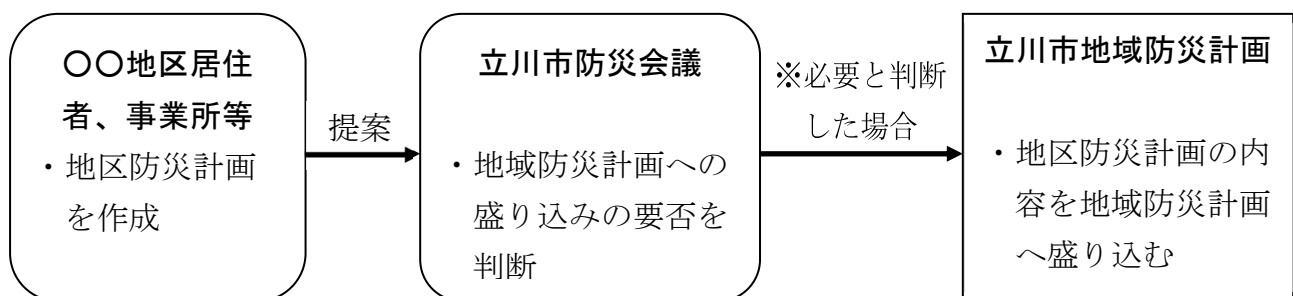 〇〇地区居住
者、事業所等
・地区防災計画
を作成
提案
立川市防災会議
・地域防災計画への
盛り込みの要否を
判断
※必要と判断
した場合
立川市地域防災計画
・地区防災計画の内
容を地域防災計画
へ盛り込む